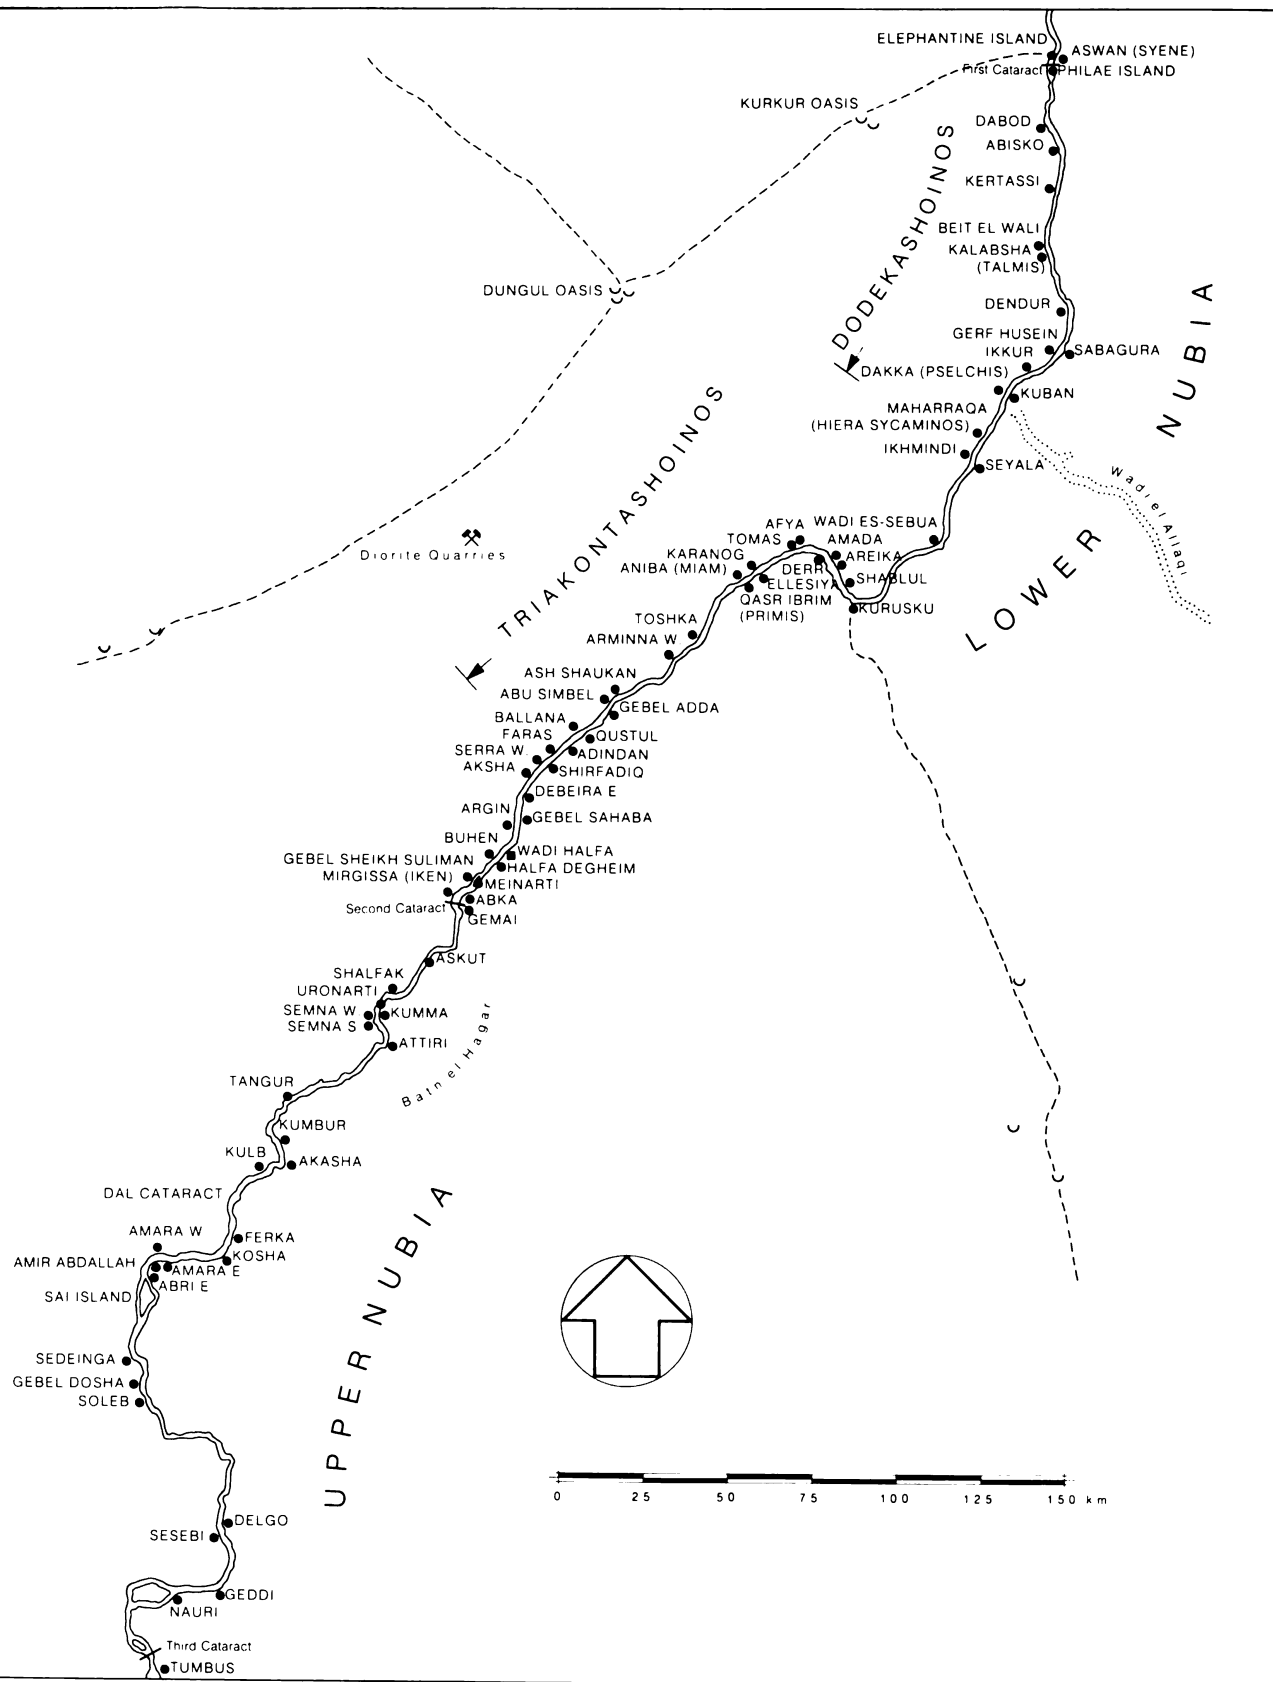 ELEPHANTINE ISLAND
ASWAN (SYENE)
First Cataract
PHILAE ISLAND
KURKUR OASIS
DABOD
ABISKO
KERTASSI
BEIT EL WALI
KALABSHA
(TALMIS)
DODEKASHOINOS
DUNGUL OASIS
DENDUR
GERF HUSEIN
IKKUR
SABAGURA
DAKKA (PSELCHIS)
KUBAN
MAHARRAQA
(HIERA SYCAMINOS)
IKHMINDI
SEYALA
Wadi el Allaqi
LOWER NUBIA
TRIAKONTASHOINOS
Diorite Quarries
AFYA
WADI ES-SEBUA
TOMAS
AMADA
KARANOG
AREIKA
ANIBA (MIAM)
DERR
ELLESIYA
SHABLUL
QASR IBRIM
(PRIMIS)
KURUSKU
TOSHKA
ARMINNA W.
ASH SHAUKAN
ABU SIMBEL
GEBEL ADDA
BALLANA
FARAS
QUSTUL
SERRA W.
ADINDAN
AKSHA
SHIRFADIQ
DEBEIRA E
ARGIN
GEBEL SAHABA
BUHEN
WADI HALFA
GEBEL SHEIKH SULIMAN
HALFA DEGHEIM
MIRGISSA (IKEN)
MEINARTI
ABKA
Second Cataract
GEMAI
ASKUT
SHALFAK
URONARTI
SEMNA W.
KUMMA
SEMNA S
ATTIRI
Batn el Hagar
TANGUR
KUMBUR
KULB
AKASHA
DAL CATARACT
AMARA W
FERKA
KOSHA
AMIR ABDALLAH
AMARA E
ABRI E
SAI ISLAND
UPPER NUBIA
SEDEINGA
GEBEL DOSHA
SOLEB
0 25 50 75 100 125 150 km
DELGO
SESEBI
GEDDI
NAURI
Third Cataract
TUMBUS